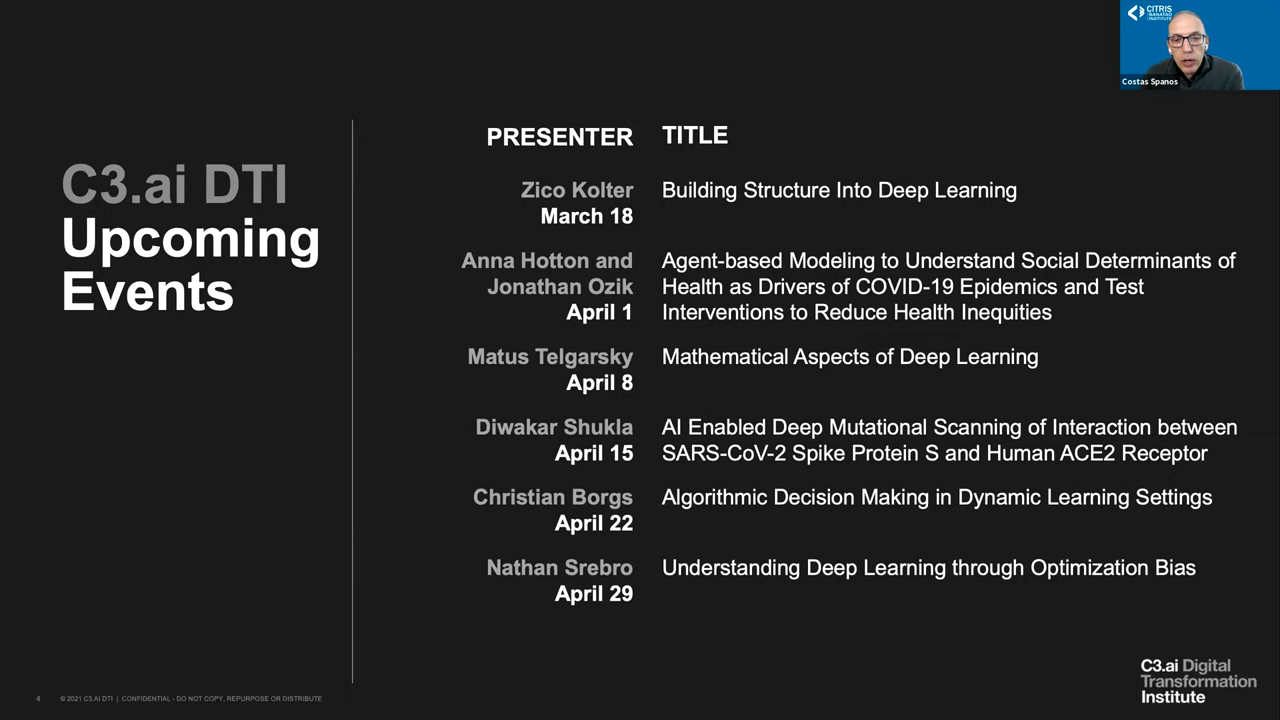 CITRIS
BANATAO
INSTITUTE
Costas Spanos
C3.ai DTI
Upcoming
Events
PRESENTER
TITLE
Zico Kolter
March 18
Building Structure Into Deep Learning
Anna Hotton and
Jonathan Ozik
April 1
Agent-based Modeling to Understand Social Determinants of
Health as Drivers of COVID-19 Epidemics and Test
Interventions to Reduce Health Inequities
Matus Telgarsky
April 8
Mathematical Aspects of Deep Learning
Diwakar Shukla
April 15
AI Enabled Deep Mutational Scanning of Interaction between
SARS-CoV-2 Spike Protein S and Human ACE2 Receptor
Christian Borgs
April 22
Algorithmic Decision Making in Dynamic Learning Settings
Nathan Srebro
April 29
Understanding Deep Learning through Optimization Bias
4 © 2021 C3.AI DTI | CONFIDENTIAL - DO NOT COPY, REPURPOSE OR DISTRIBUTE
C3.ai Digital
Transformation
Institute